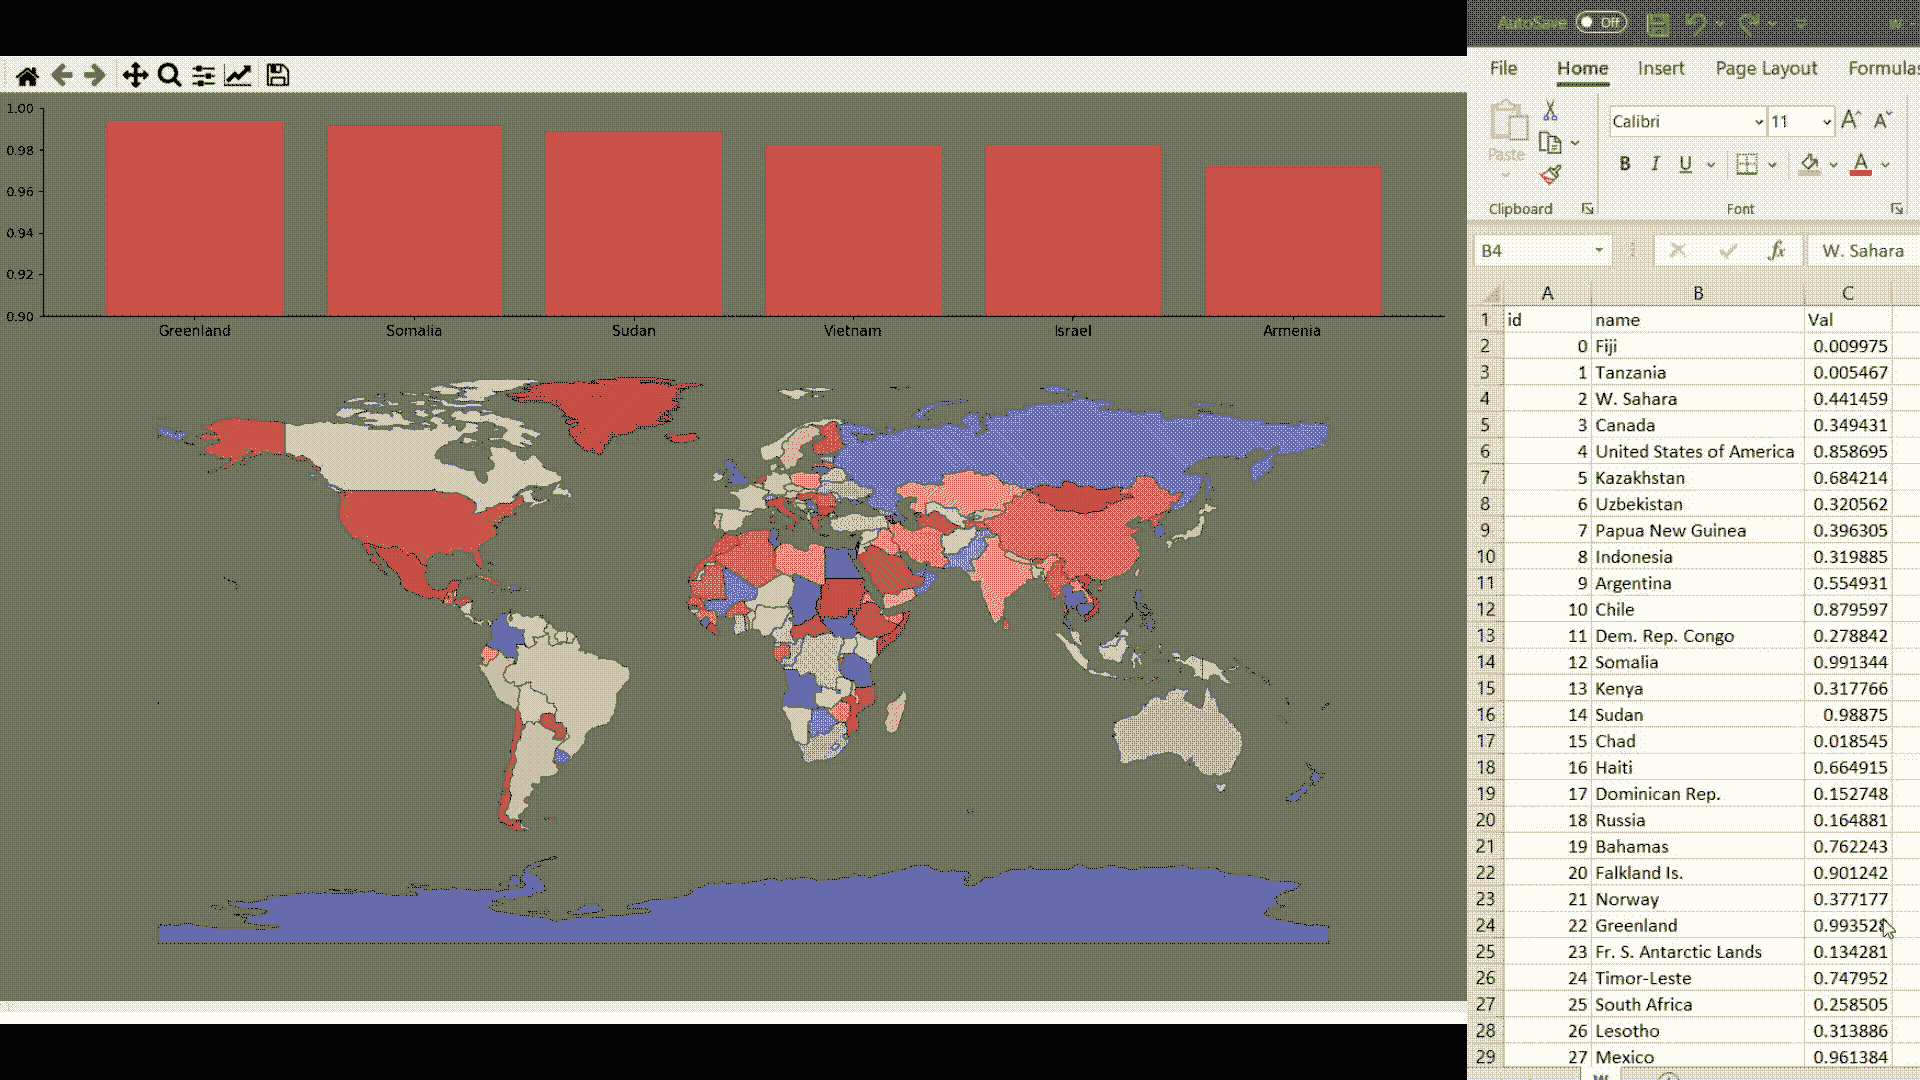 1.00
0.98
0.96
0.94
0.92
0.90
Greenland Somalia Sudan Vietnam Israel Armenia
AutoSave Off
File Home Insert Page Layout Formulas
Paste
Calibri 11 A A
B I U A
Clipboard Font
B4 fx W. Sahara
A B C
1 id name Val
2 0 Fiji 0.009975
3 1 Tanzania 0.005467
4 2 W. Sahara 0.441459
5 3 Canada 0.349431
6 4 United States of America 0.858695
7 5 Kazakhstan 0.684214
8 6 Uzbekistan 0.320562
9 7 Papua New Guinea 0.396305
10 8 Indonesia 0.319885
11 9 Argentina 0.554931
12 10 Chile 0.879597
13 11 Dem. Rep. Congo 0.278842
14 12 Somalia 0.991344
15 13 Kenya 0.317766
16 14 Sudan 0.98875
17 15 Chad 0.018545
18 16 Haiti 0.664915
19 17 Dominican Rep. 0.152748
20 18 Russia 0.164881
21 19 Bahamas 0.762243
22 20 Falkland Is. 0.901242
23 21 Norway 0.377177
24 22 Greenland 0.993528
25 23 Fr. S. Antarctic Lands 0.134281
26 24 Timor-Leste 0.747952
27 25 South Africa 0.258505
28 26 Lesotho 0.313886
29 27 Mexico 0.961384